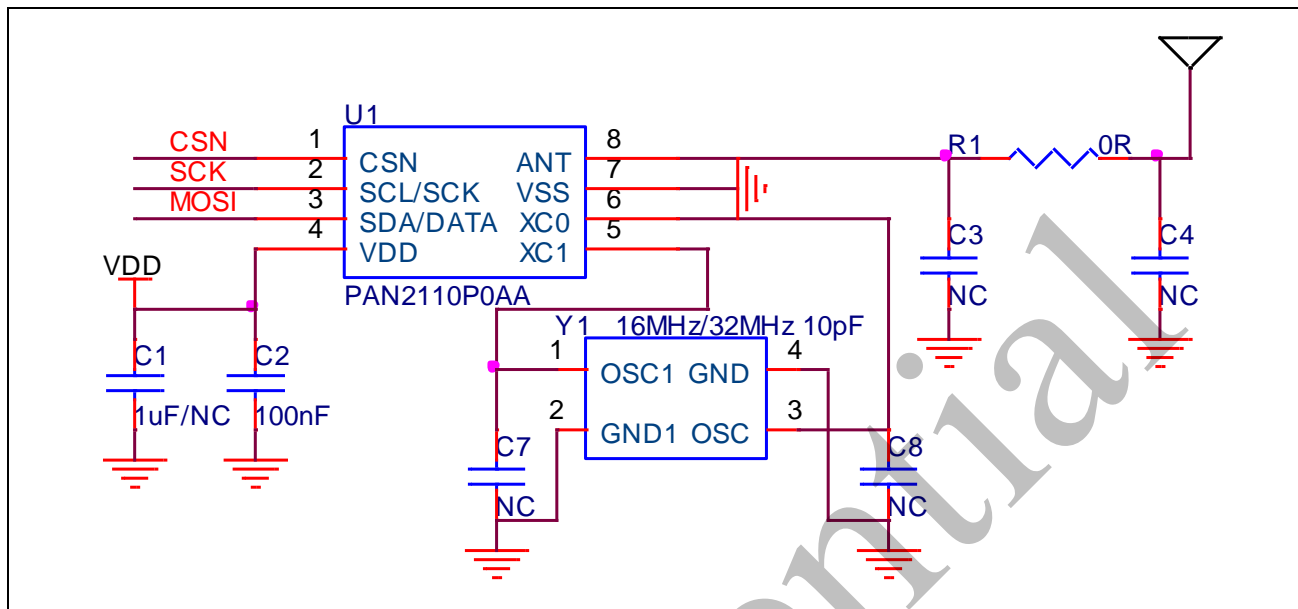 U1
CSN 1 CSN ANT 8
SCK 2 SCL/SCK VSS 7
MOSI 3 SDA/DATA XC0 6
4 VDD XC1 5
PAN2110P0AA
VDD
C1
1uF/NC
C2
100nF
R1 0R
C3
NC
C4
NC
Y1 16MHz/32MHz 10pF
1 OSC1 GND 4
2 GND1 OSC 3
C7
NC
C8
NC
ntial